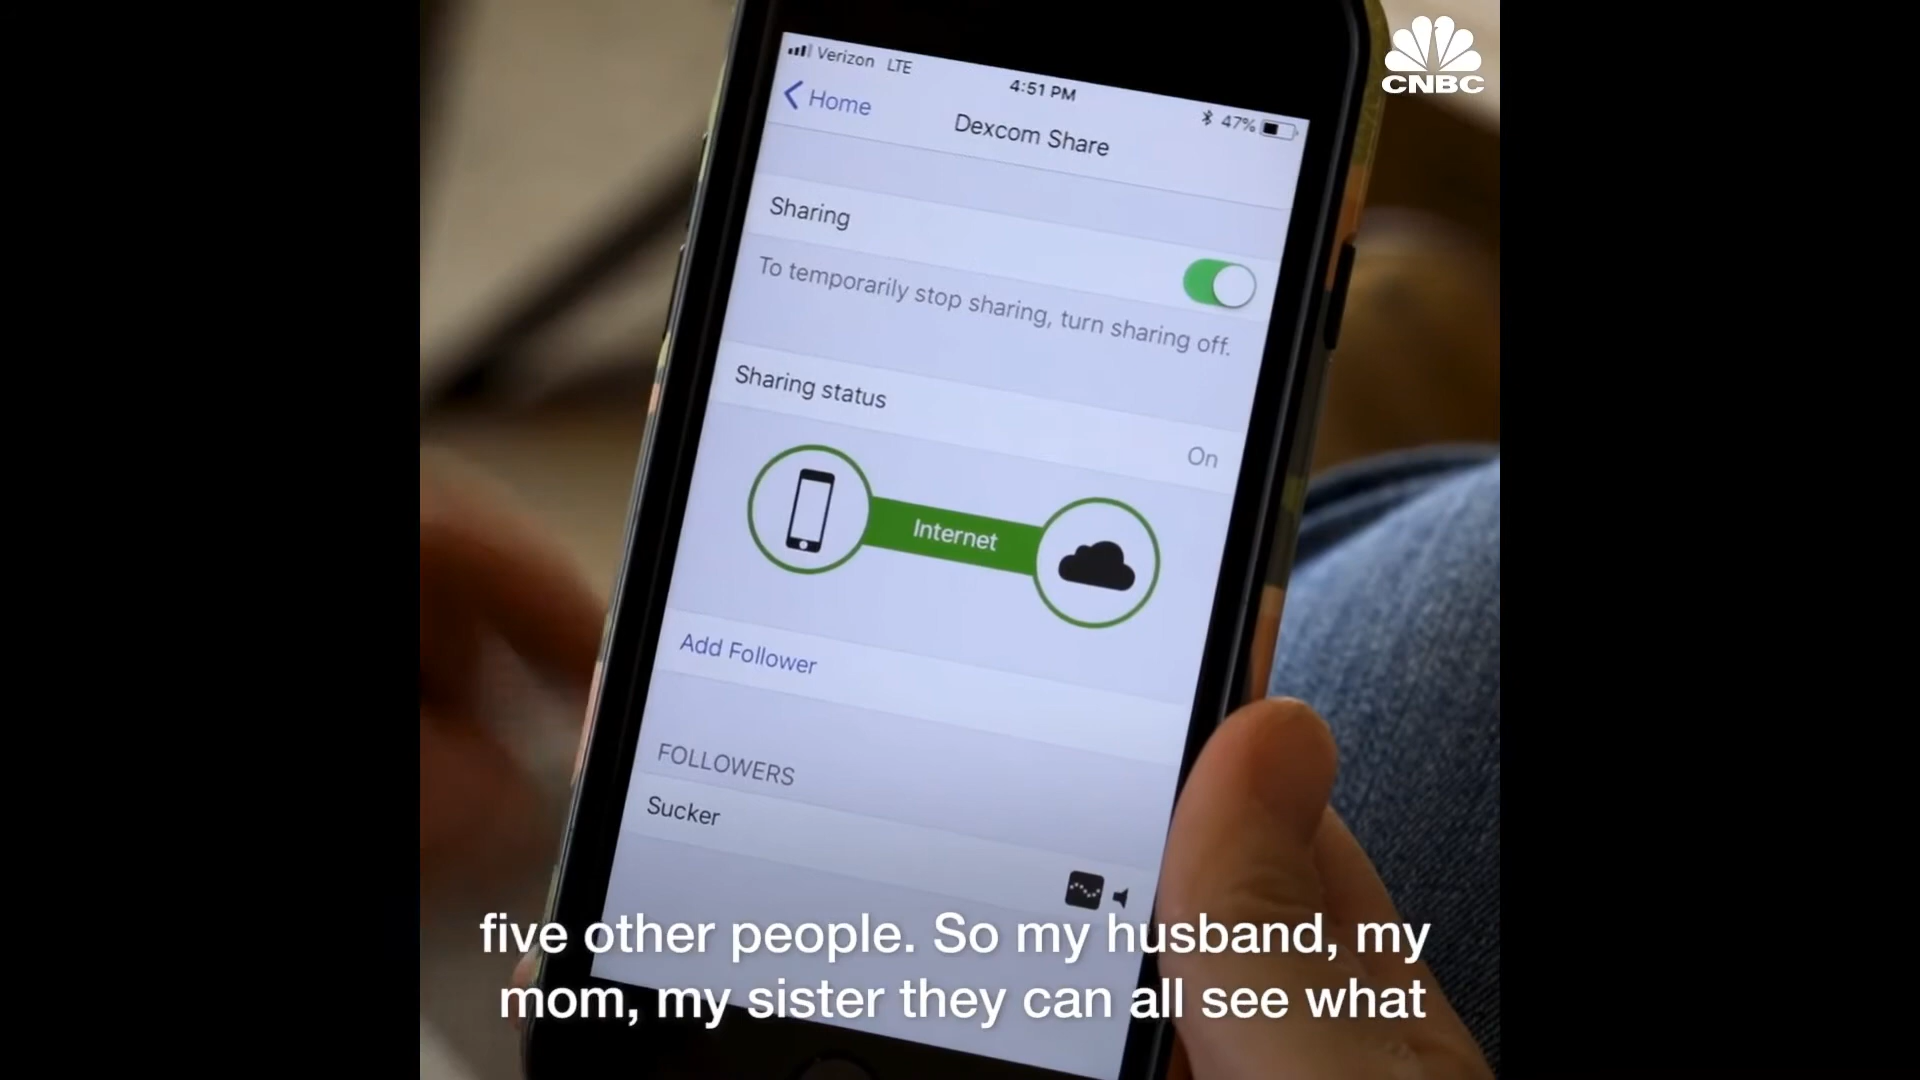 CNBC
Verizon LTE
4:51 PM
47%
Home
Dexcom Share
Sharing
To temporarily stop sharing, turn sharing off.
Sharing status
On
Internet
Add Follower
FOLLOWERS
Sucker
five other people. So my husband, my
mom, my sister they can all see what